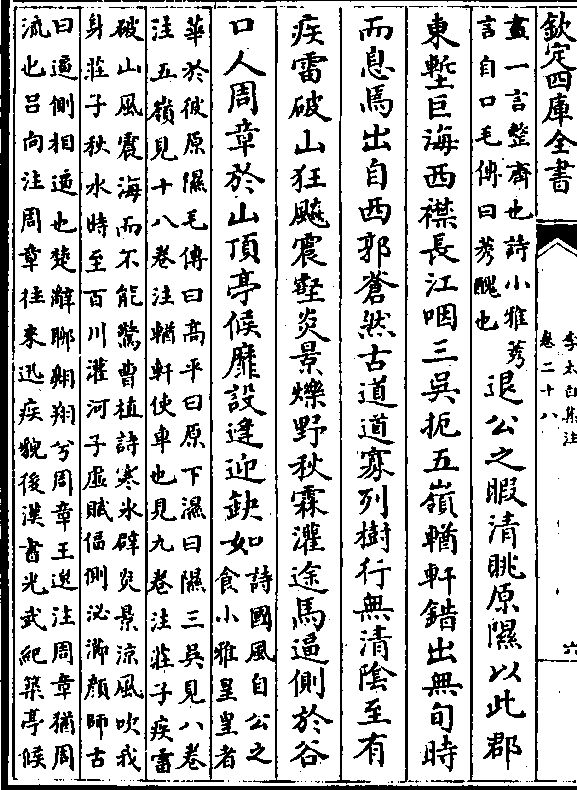 欽定四庫全書
李太白集注
卷二十八
六
畫一言整齊也詩小雅莠
言自口毛傳曰莠醜也
退公之暇清眺原隰以此郡
東塹巨海西襟長江咽三吳扼五嶺輶軒錯出無旬時
而息焉出自西郭蒼然古道道寡列樹行無清陰至有
疾雷破山狂飈震壑炎景爍野秋霖灌途馬逼側於谷
口人周章於山頂亭候靡設逢迎缺如
詩國風自公之
食小雅皇皇者
華於彼原隰毛傳曰高平曰原下濕曰隰三吳見八卷
注五嶺見十八卷注輶軒使車也見九卷注莊子疾雷
破山風震海而不能驚曹植詩寒氷辟炎景涼風吹我
身莊子秋水時至百川灌河子虛賦偪側泌㴉顔師古
曰逼側相逼也楚辭聊翺翔兮周章王逸注周章猶周
流也呂向注周章往来迅疾貌後漢書光武紀築亭候